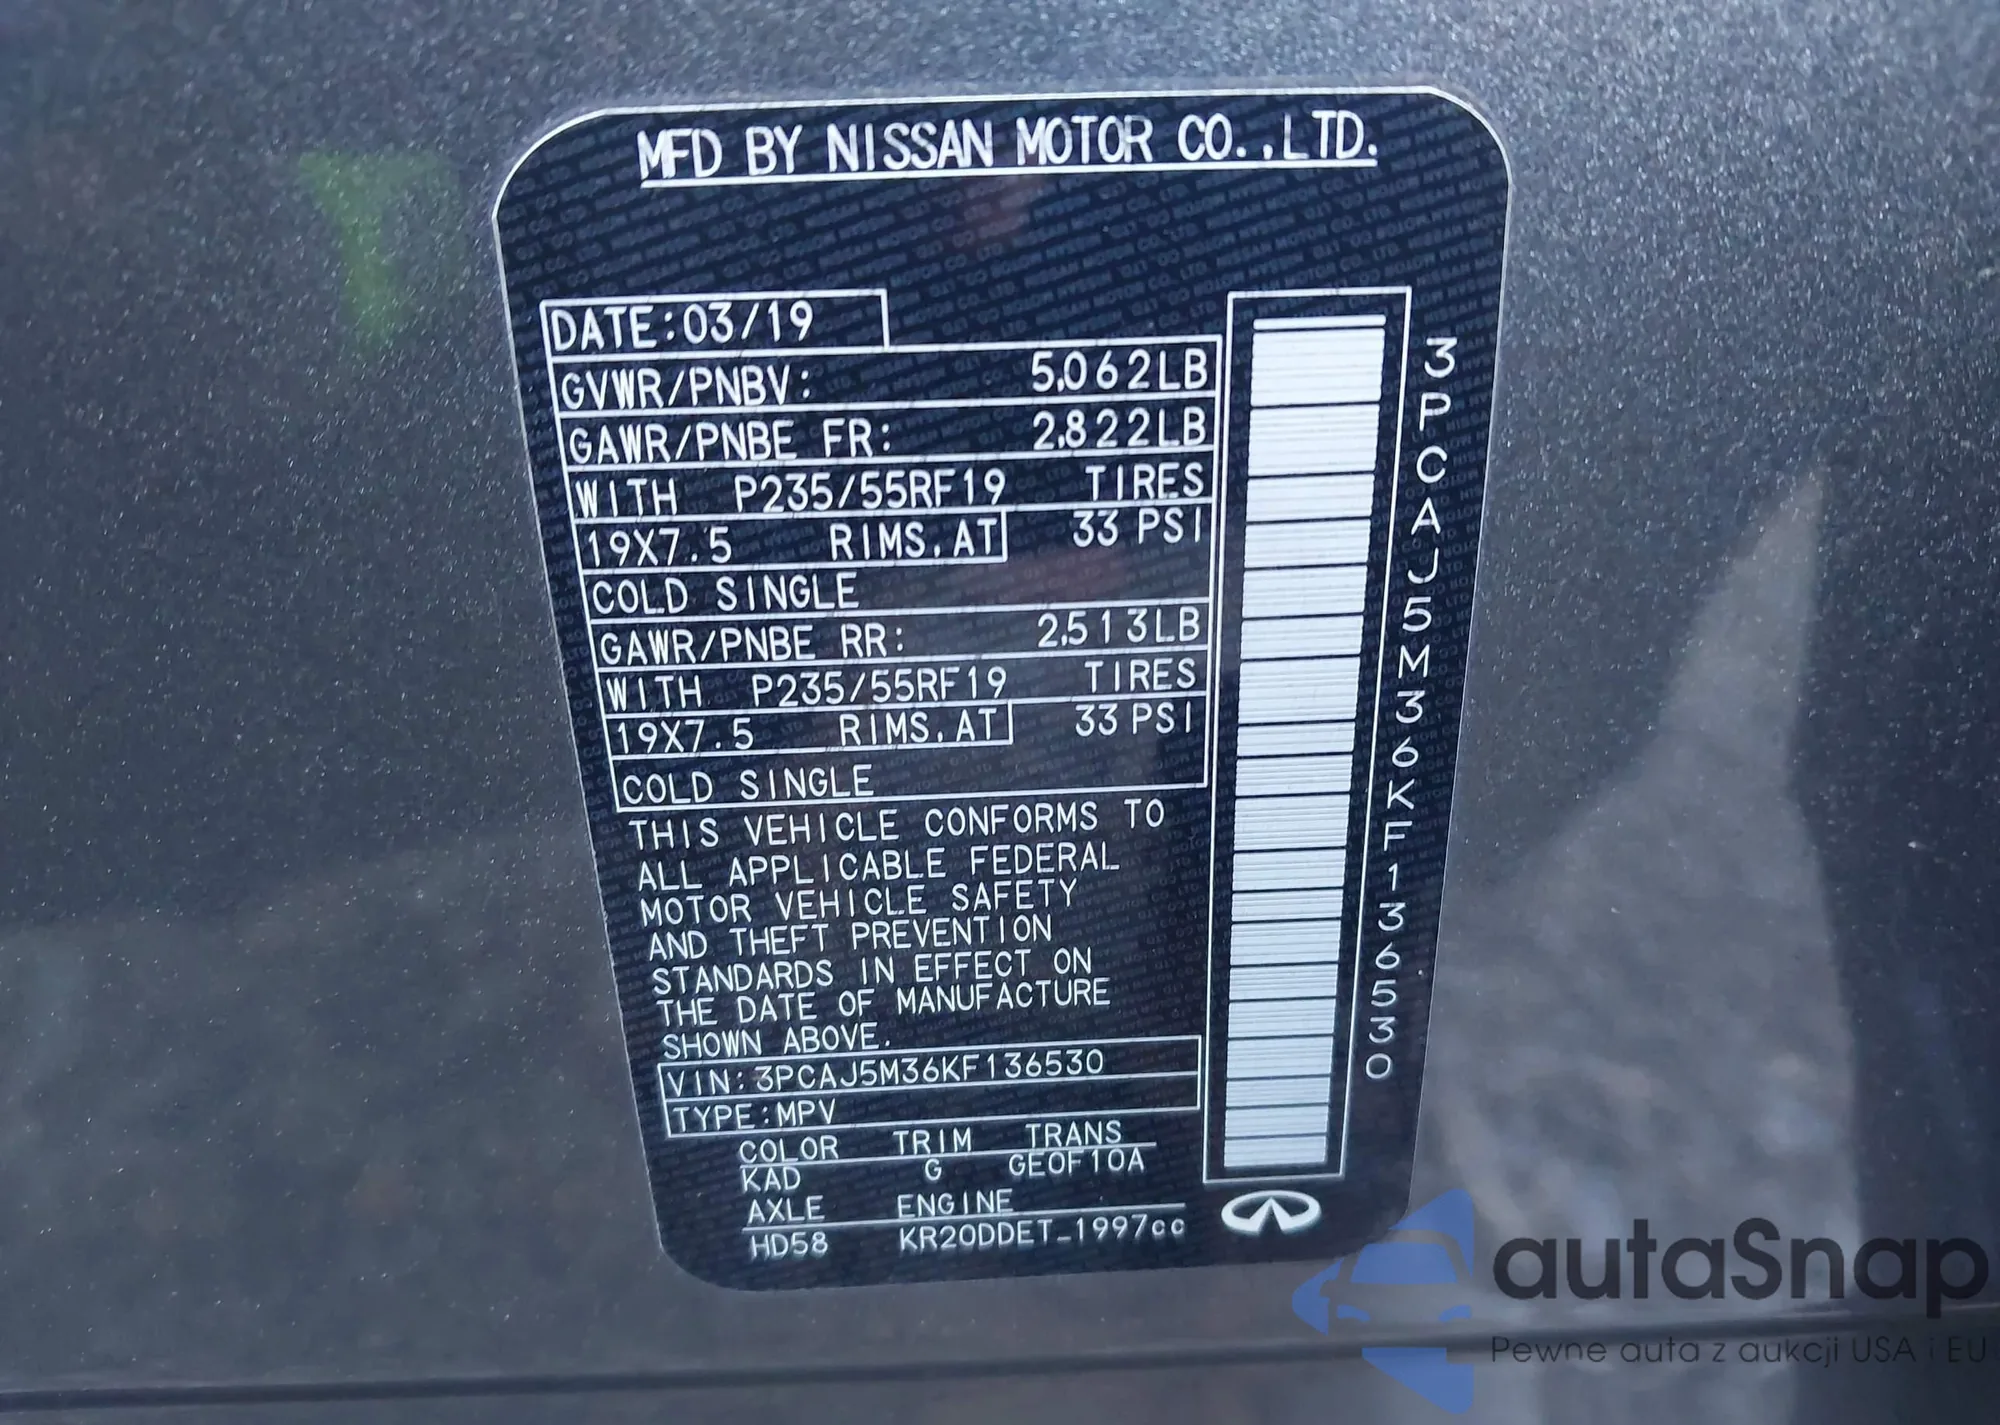 MFD BY NISSAN MOTOR CO.,LTD.
DATE:03/19
GVWR/PNBV: 5,062LB
GAWR/PNBE FR: 2,822LB
WITH P235/55RF19 TIRES
19X7.5 RIMS,AT 33 PSI
COLD SINGLE
GAWR/PNBE RR: 2,513LB
WITH P235/55RF19 TIRES
19X7.5 RIMS,AT 33 PSI
COLD SINGLE
THIS VEHICLE CONFORMS TO
ALL APPLICABLE FEDERAL
MOTOR VEHICLE SAFETY
AND THEFT PREVENTION
STANDARDS IN EFFECT ON
THE DATE OF MANUFACTURE
SHOWN ABOVE.
VIN:3PCAJ5M36KF136530
TYPE:MPV
COLOR TRIM TRANS
KAD G GE0F10A
AXLE ENGINE
HD58 KR20DDET_1997cc
3PCAJ5M36KF136530
autaSnap
Pewne auta z aukcji USA i EU